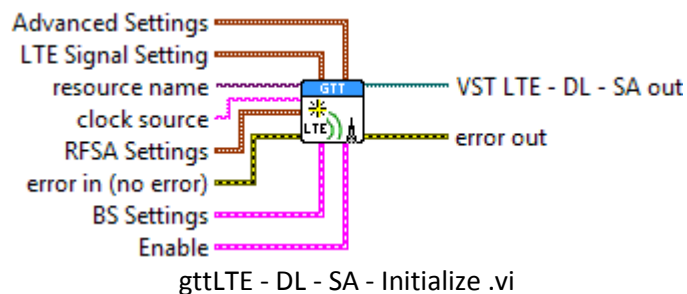 Advanced Settings
LTE Signal Setting
resource name
clock source
RFSA Settings
error in (no error)
BS Settings
Enable
GTT
LTE
VST LTE - DL - SA out
error out
gttLTE - DL - SA - Initialize .vi